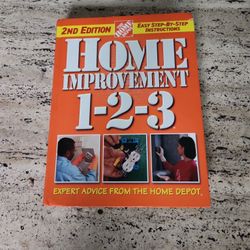 2ND EDITION
EASY STEP-BY-STEP
INSTRUCTIONS
HOME
IMPROVEMENT
1-2-3
EXPERT ADVICE FROM THE HOME DEPOT